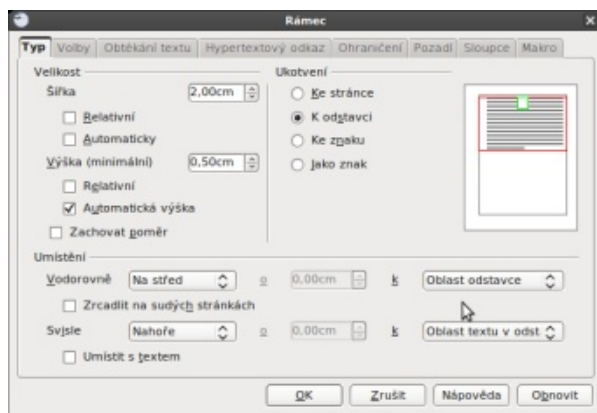 Rámec
Typ Volby Obtékání textu Hypertextový odkaz Ohraničení Pozadí Sloupce Makro
Velikost
Šířka 2,00cm
Relativní
Automaticky
Výška (minimální) 0,50cm
Relativní
Automatická výška
Zachovat poměr
Ukotvení
Ke stránce
K odstavci
Ke znaku
Jako znak
Umístění
Vodorovně Na střed o 0,00cm k Oblast odstavce
Zrcadlit na sudých stránkách
Svisle Nahoře o 0,00cm k Oblast textu v odst
Umístit s textem
OK Zrušit Nápověda Obnovit